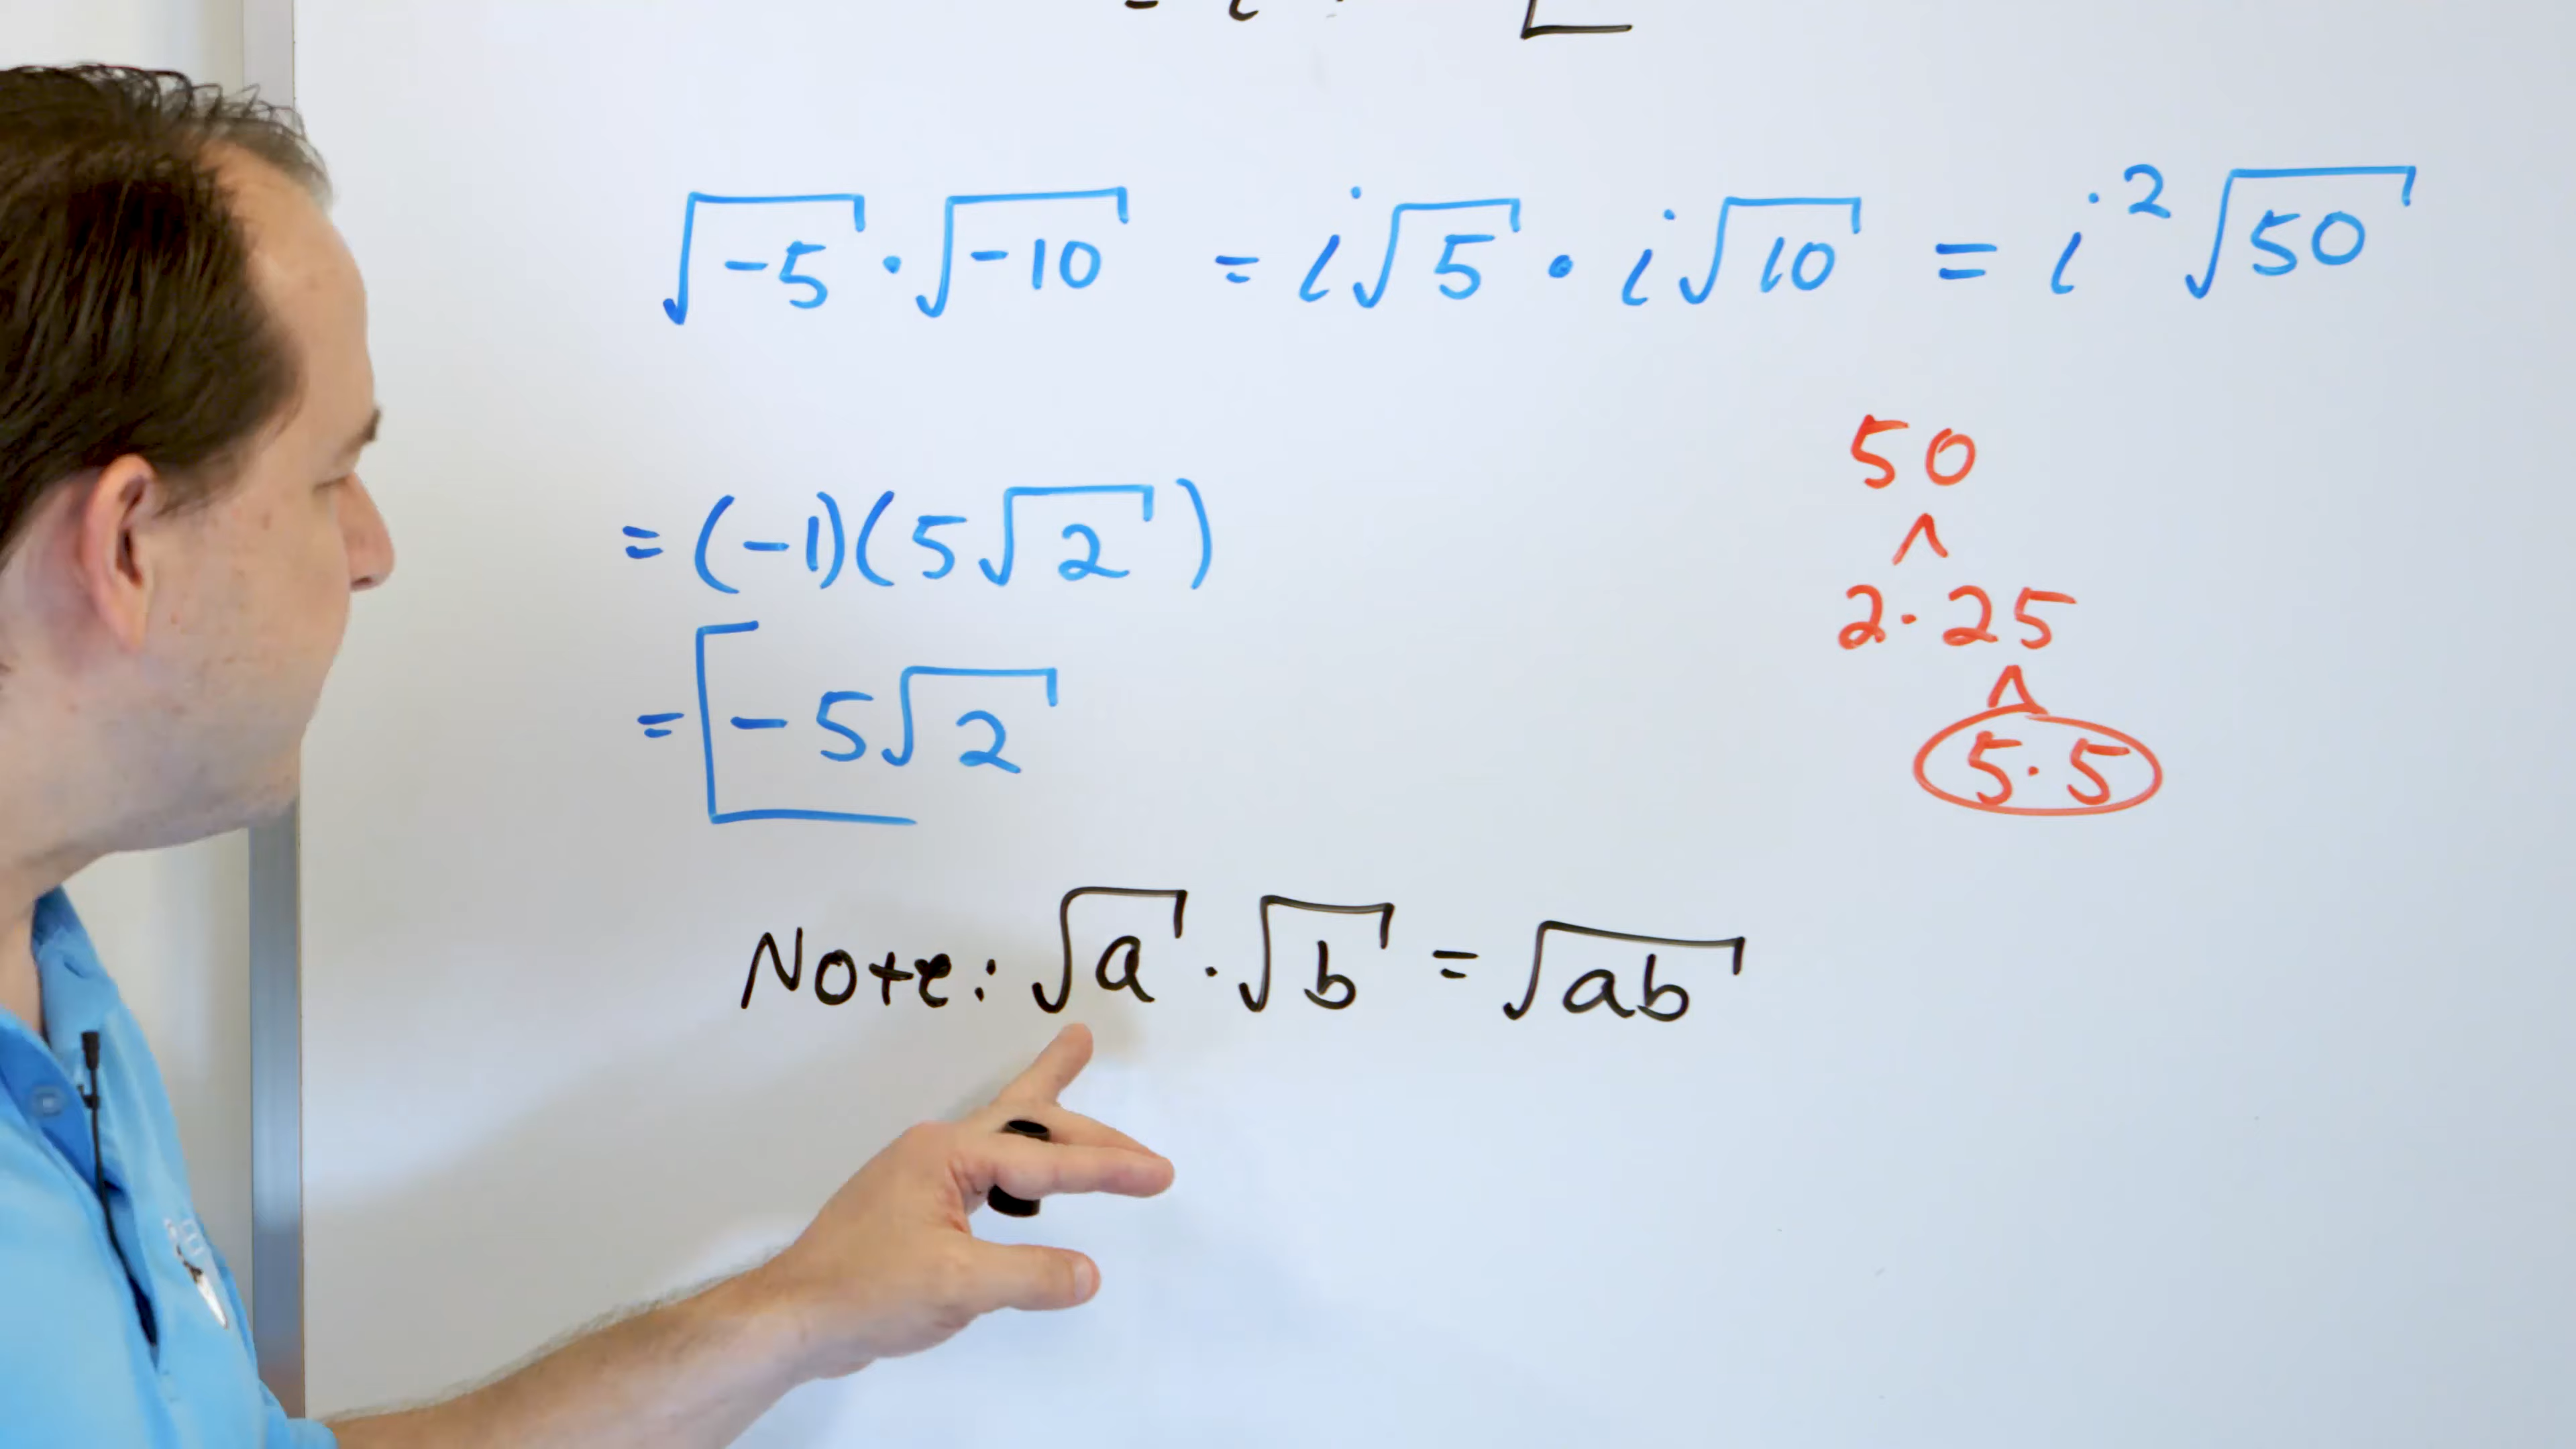 √-5 · √-10 = i√5 · i√10 = i²√50
= (-1)(5√2)
= -5√2
50
2·25
5·5
Note: √a · √b = √ab